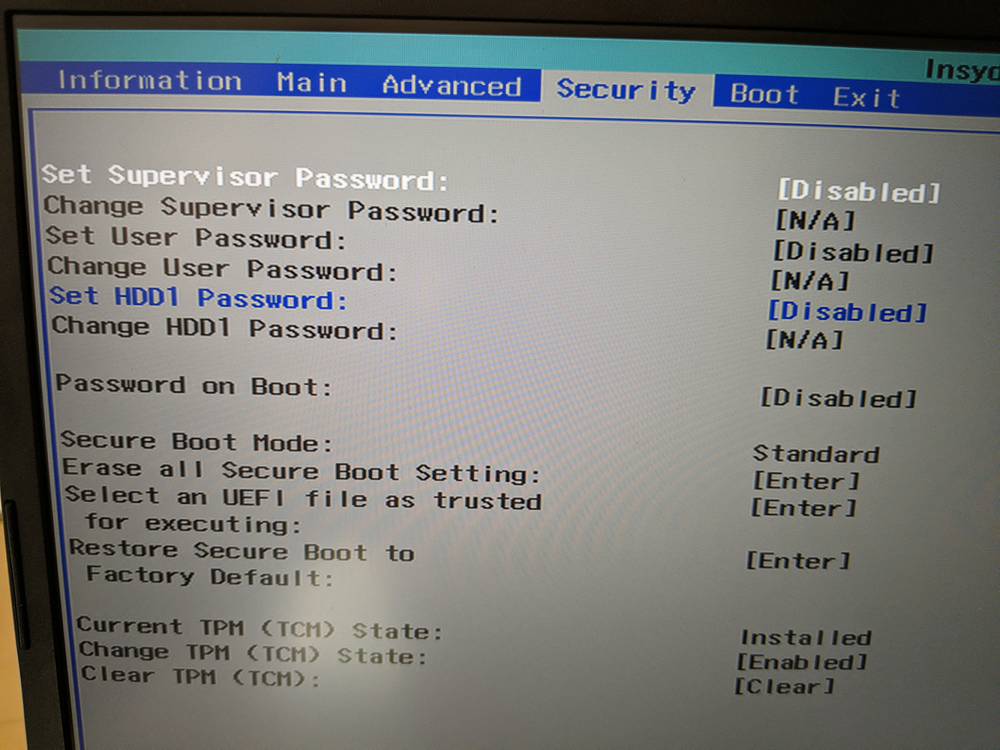 Insyd
Information Main Advanced Security Boot Exit
Set Supervisor Password: [Disabled]
Change Supervisor Password: [N/A]
Set User Password: [Disabled]
Change User Password: [N/A]
Set HDD1 Password: [Disabled]
Change HDD1 Password: [N/A]
Password on Boot: [Disabled]
Secure Boot Mode: Standard
Erase all Secure Boot Setting: [Enter]
Select an UEFI file as trusted [Enter]
for executing:
Restore Secure Boot to [Enter]
Factory Default:
Current TPM (TCM) State: Installed
Change TPM (TCM) State: [Enabled]
Clear TPM (TCM): [Clear]